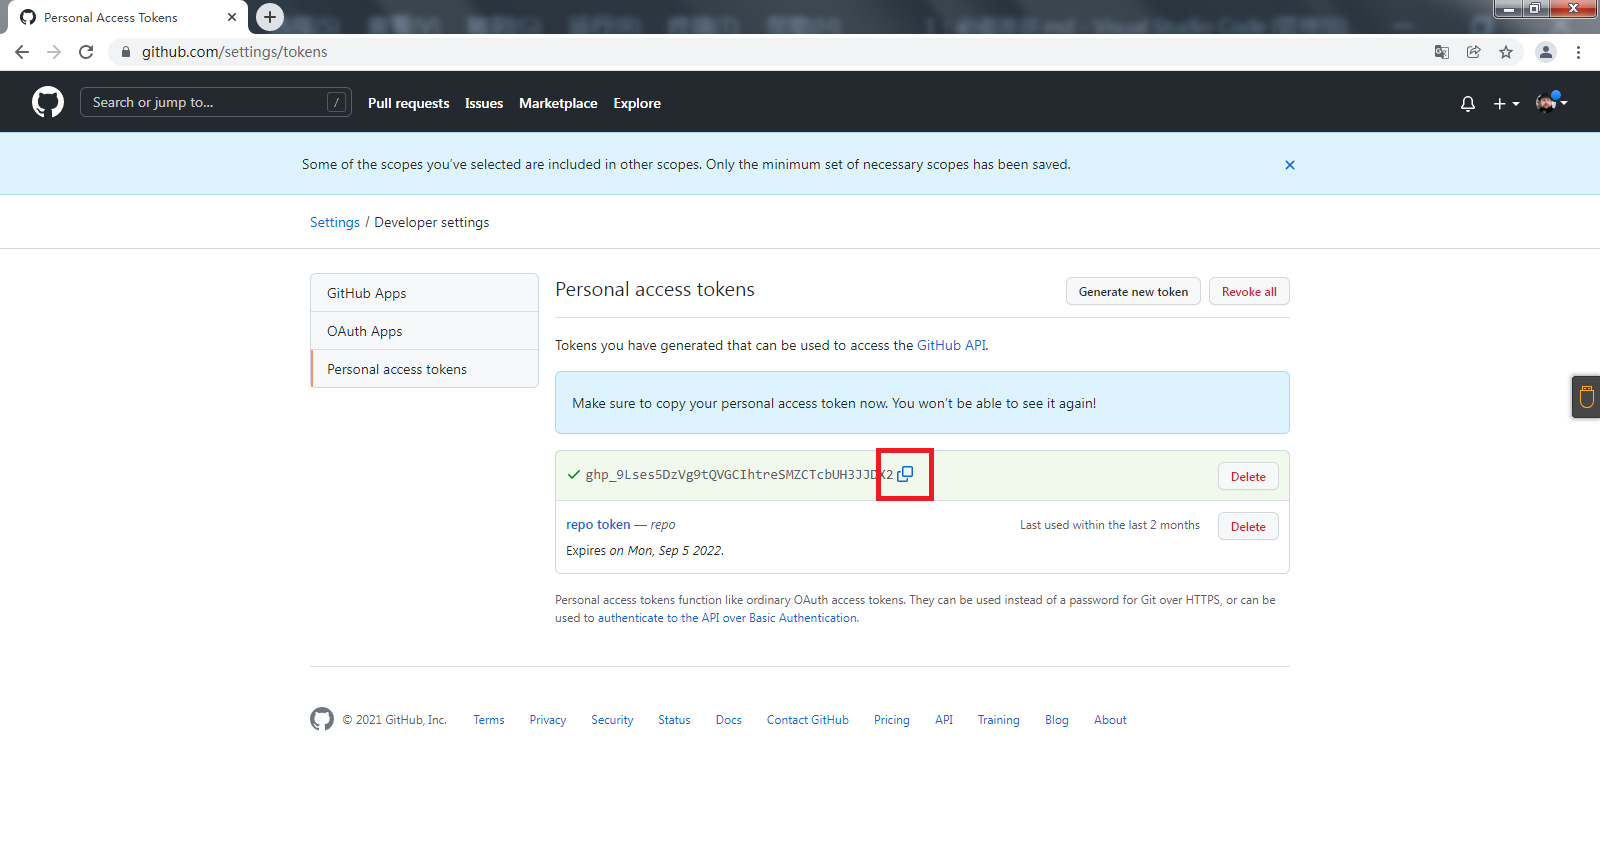 Personal Access Tokens
github.com/settings/tokens
Search or jump to...
/
Pull requests
Issues
Marketplace
Explore
Some of the scopes you've selected are included in other scopes. Only the minimum set of necessary scopes has been saved.
Settings / Developer settings
GitHub Apps
OAuth Apps
Personal access tokens
Personal access tokens
Generate new token
Revoke all
Tokens you have generated that can be used to access the GitHub API.
Make sure to copy your personal access token now. You won't be able to see it again!
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
Delete
repo token — repo
Last used within the last 2 months
Delete
Expires on Mon, Sep 5 2022.
Personal access tokens function like ordinary OAuth access tokens. They can be used instead of a password for Git over HTTPS, or can be
used to authenticate to the API over Basic Authentication.
© 2021 GitHub, Inc.
Terms
Privacy
Security
Status
Docs
Contact GitHub
Pricing
API
Training
Blog
About